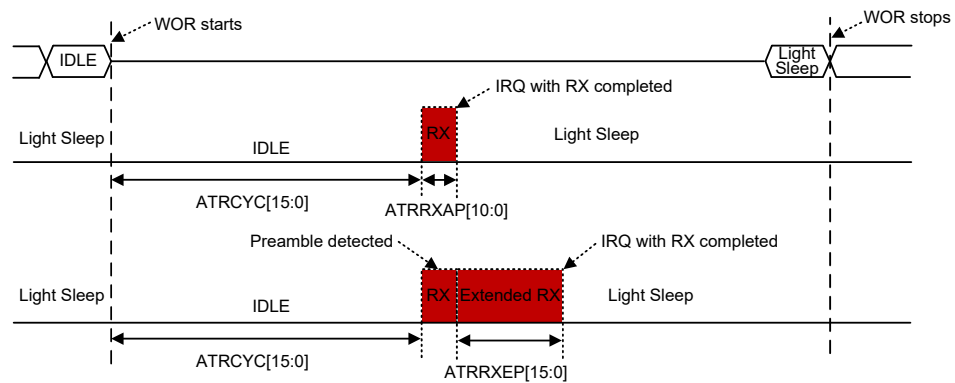 WOR starts
WOR stops
IDLE
Light
Sleep
IRQ with RX completed
Light Sleep
IDLE
RX
Light Sleep
ATRCYC[15:0]
ATRRXAP[10:0]
Preamble detected
IRQ with RX completed
Light Sleep
IDLE
RX
Extended RX
Light Sleep
ATRCYC[15:0]
ATRRXEP[15:0]